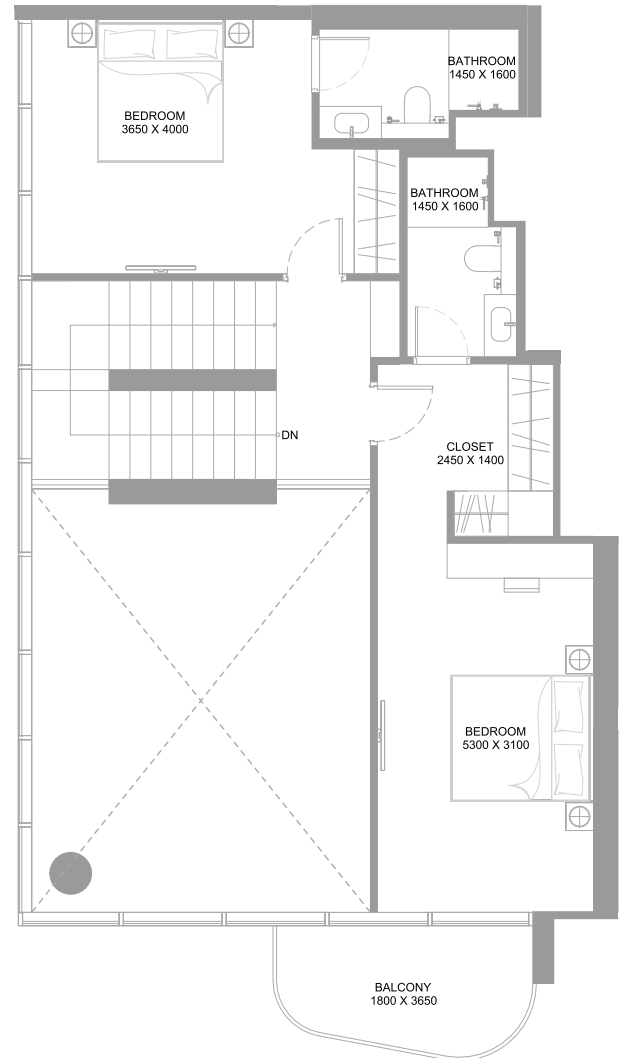 BATHROOM
1450 X 1600
BEDROOM
3650 X 4000
BATHROOM
1450 X 1600
DN
CLOSET
2450 X 1400
BEDROOM
5300 X 3100
BALCONY
1800 X 3650